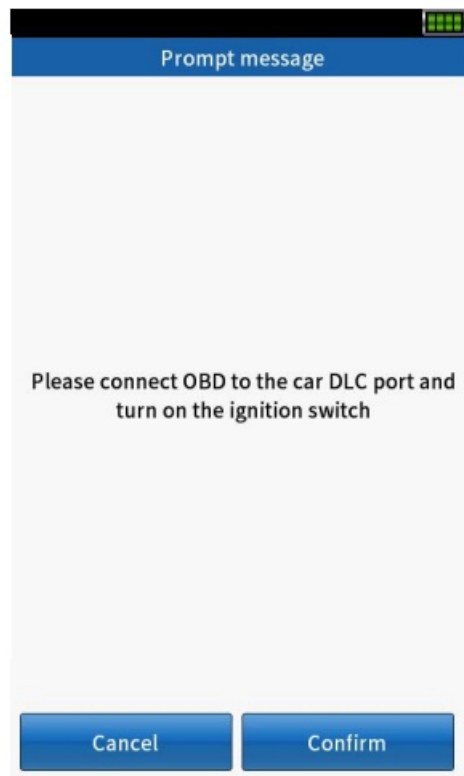 Prompt message
Please connect OBD to the car DLC port and
turn on the ignition switch
Cancel
Confirm